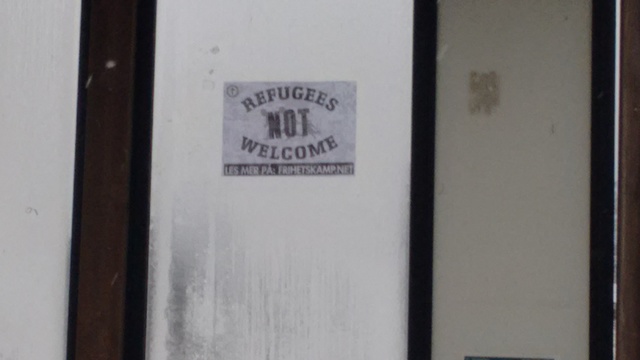 REFUGEES
NOT
WELCOME
LES MER PÅ: FRIHETSKAMP.NET